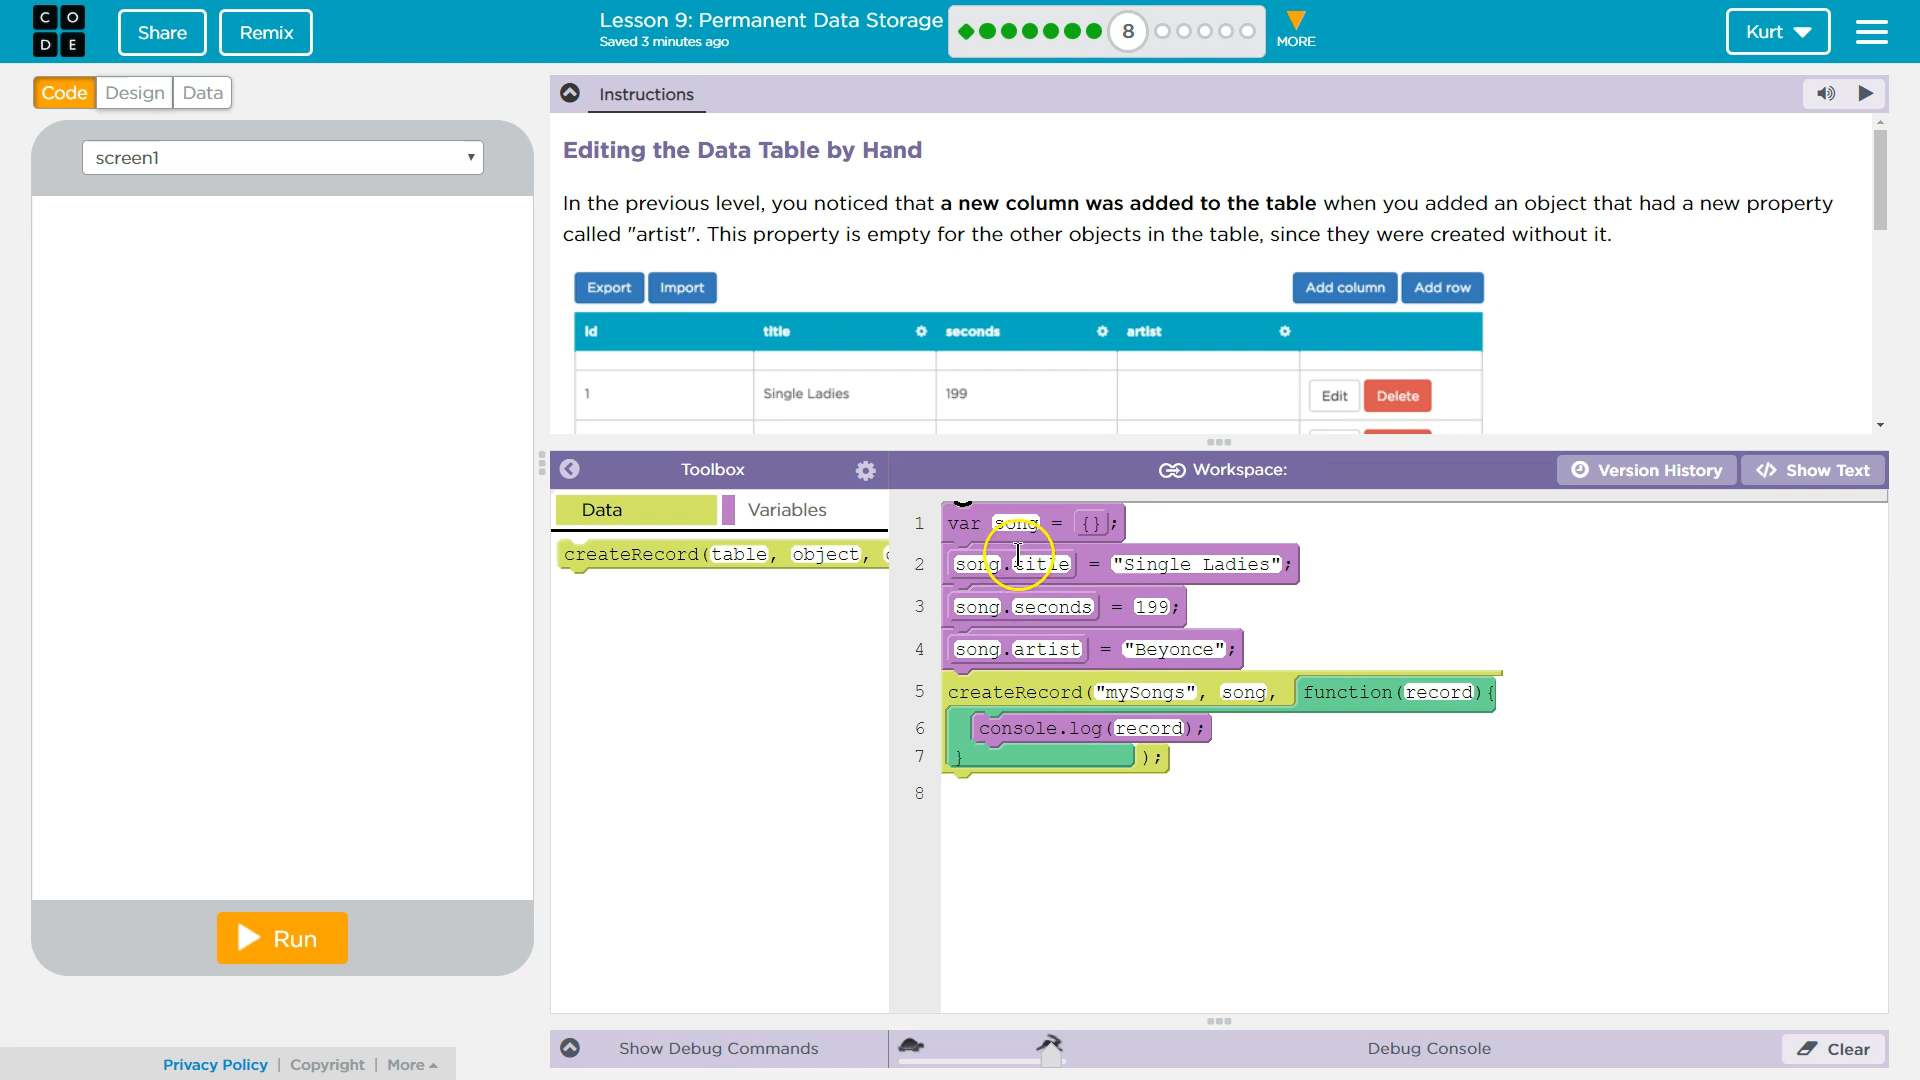 CODE
Share
Remix
Lesson 9: Permanent Data Storage
Saved 3 minutes ago
8
MORE
Kurt
Code
Design
Data
screen1
Run
Instructions
Editing the Data Table by Hand
In the previous level, you noticed that a new column was added to the table when you added an object that had a new property
called "artist". This property is empty for the other objects in the table, since they were created without it.
Export
Import
Add column
Add row
id title seconds artist
1 Single Ladies 199
Edit
Delete
Toolbox
Workspace:
Version History
</> Show Text
Data
Variables
createRecord(table, object,
1 var song = {};
2 song.title = "Single Ladies";
3 song.seconds = 199;
4 song.artist = "Beyonce";
5 createRecord("mySongs", song, function(record){
6 console.log(record);
7 } );
8
Show Debug Commands
Debug Console
Clear
Privacy Policy | Copyright | More